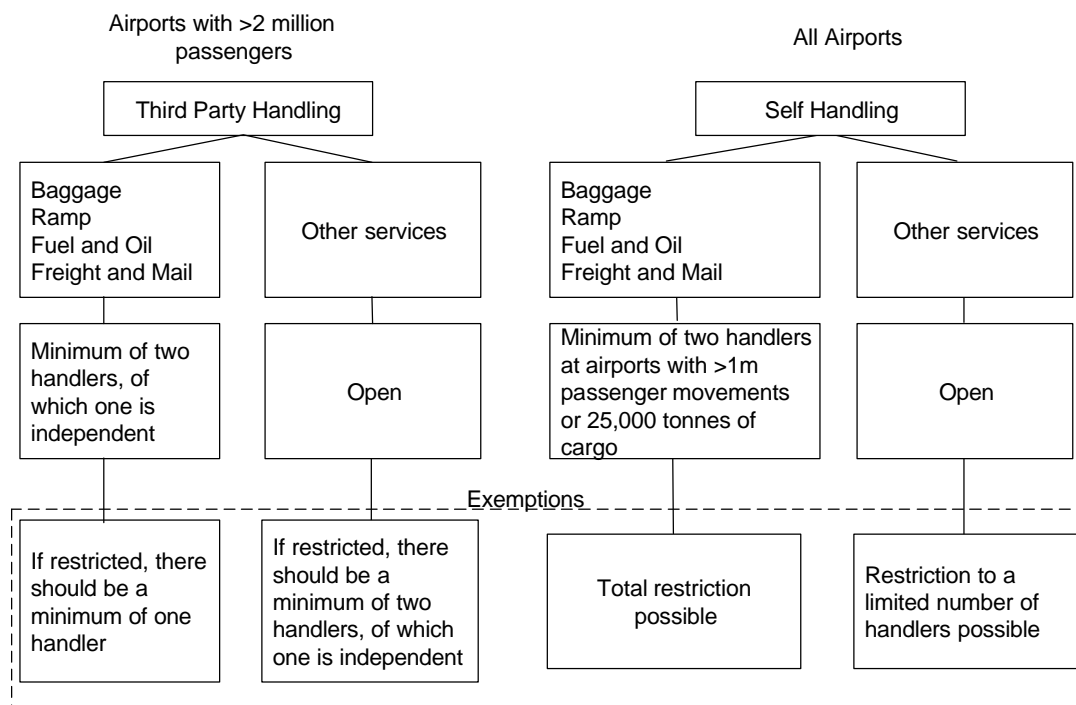 Airports with >2 million
passengers
All Airports
Third Party Handling
Self Handling
Baggage
Ramp
Fuel and Oil
Freight and Mail
Other services
Baggage
Ramp
Fuel and Oil
Freight and Mail
Other services
Minimum of two
handlers, of
which one is
independent
Open
Minimum of two handlers
at airports with >1m
passenger movements
or 25,000 tonnes of
cargo
Open
Exemptions
If restricted, there
should be a
minimum of one
handler
If restricted, there
should be a
minimum of two
handlers, of which
one is independent
Total restriction
possible
Restriction to a
limited number of
handlers possible